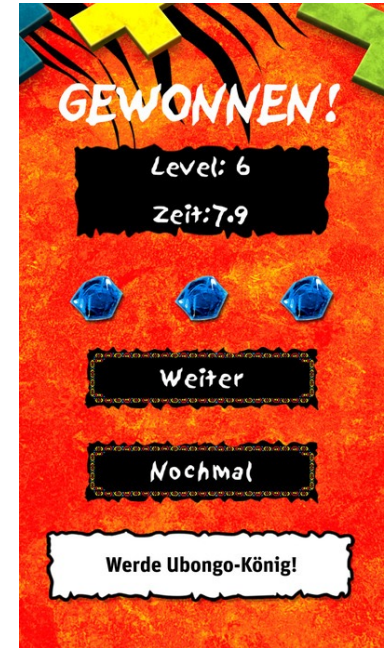 GEWONNEN!
Level: 6
Zeit:7.9
Weiter
Nochmal
Werde Ubongo-König!